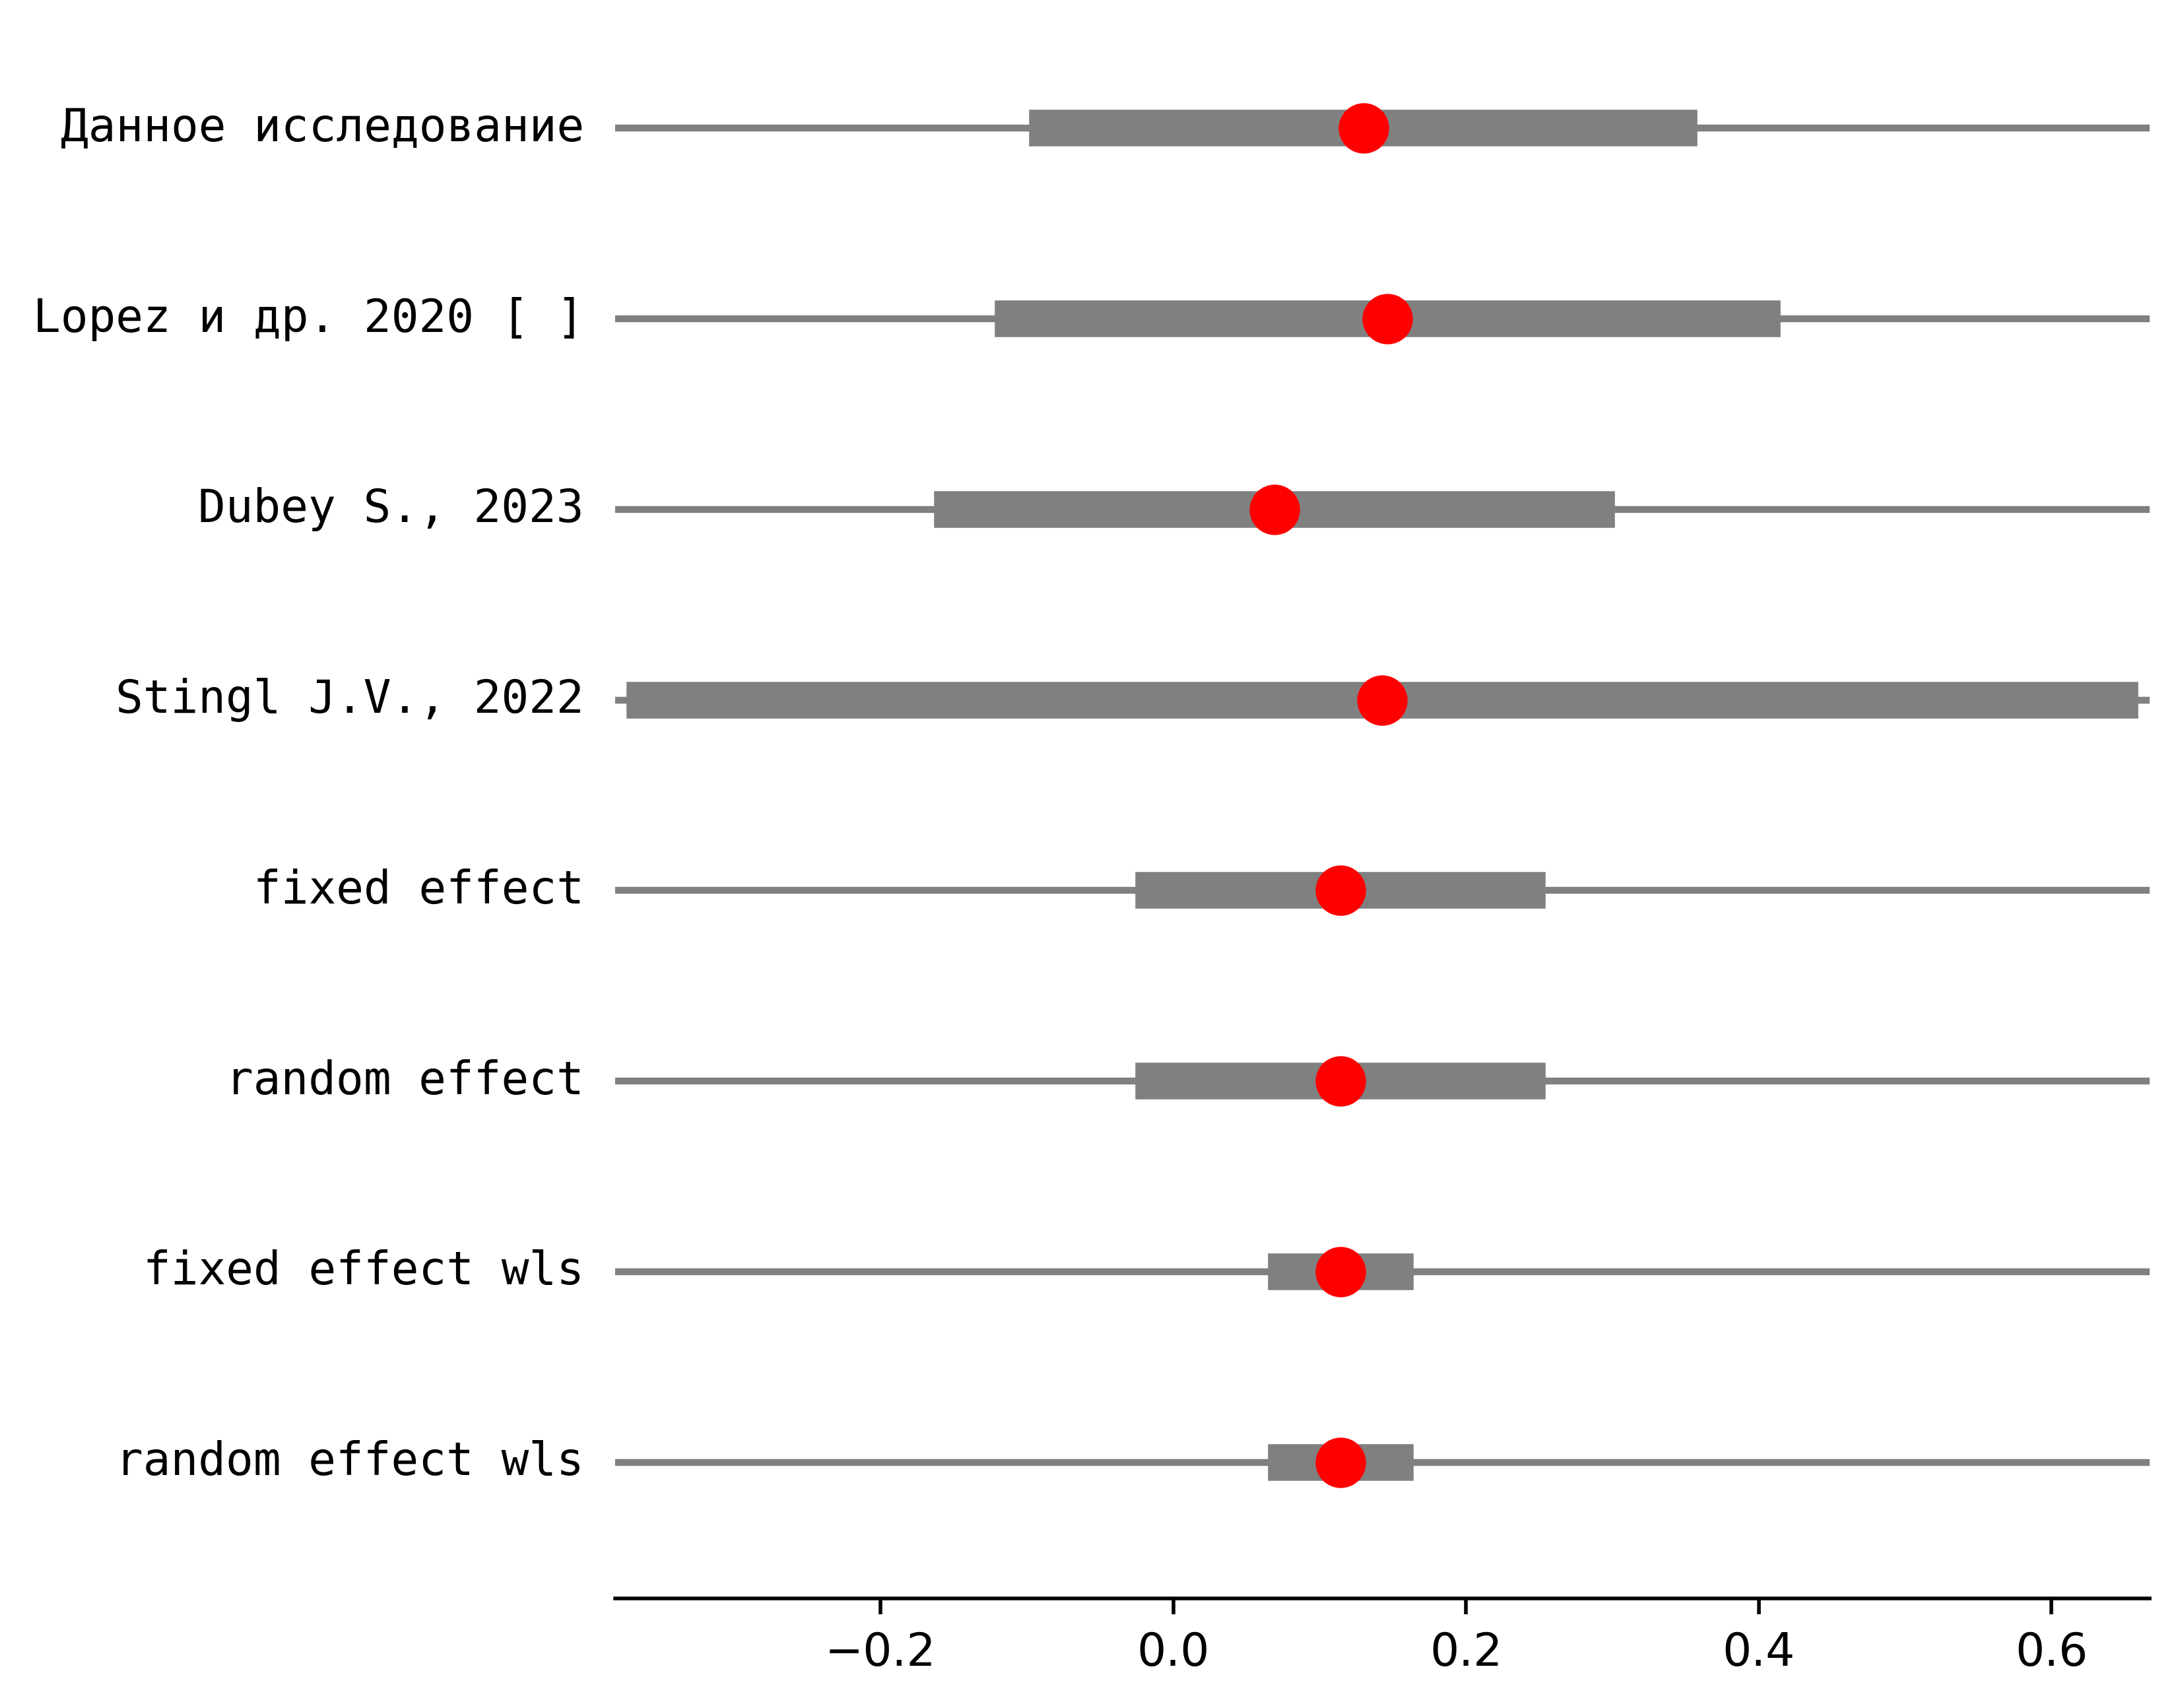 Данное исследование
Lopez и др. 2020 [ ]
Dubey S., 2023
Stingl J.V., 2022
fixed effect
random effect
fixed effect wls
random effect wls
−0.2 0.0 0.2 0.4 0.6